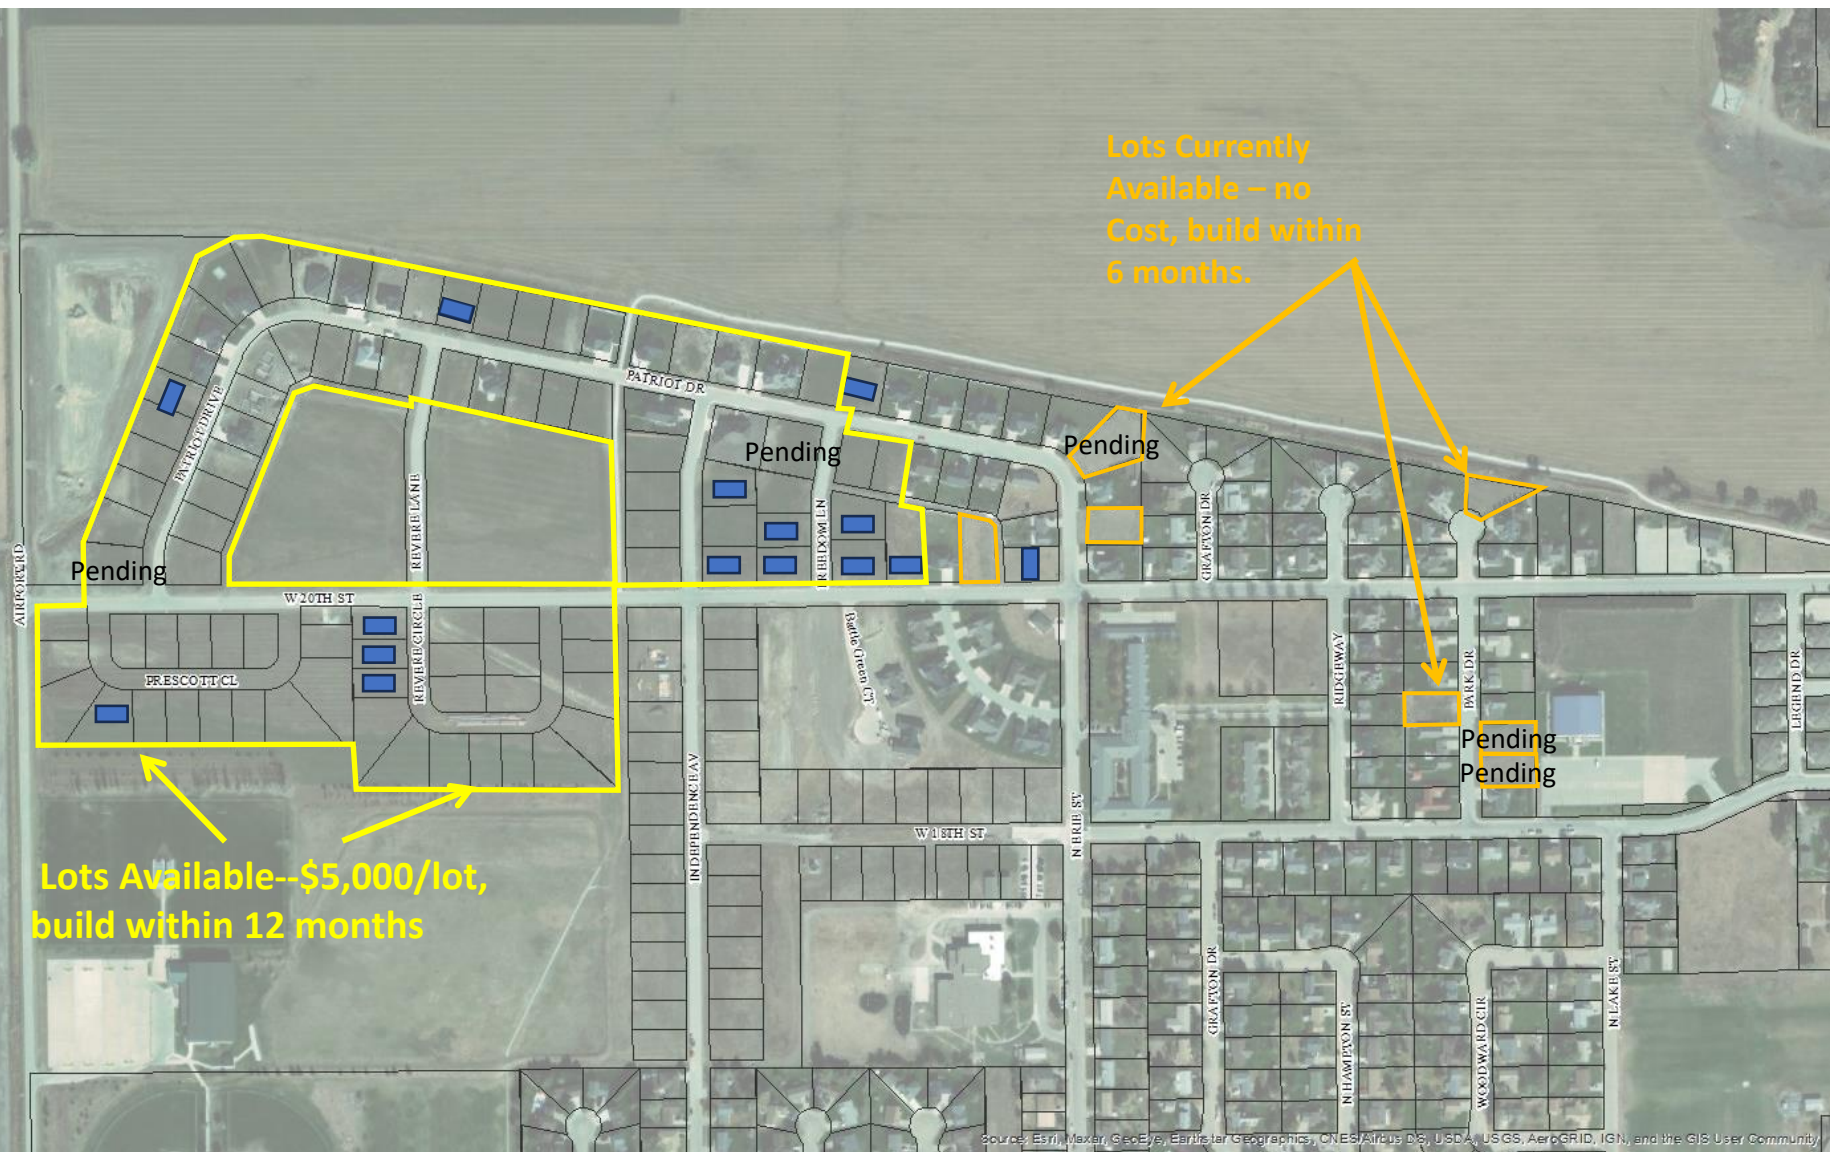 Lots Currently
Available – no
Cost, build within
6 months.
PATRIOT DR
PATRIOT DRIVE
Pending
Pending
REVERE LANE
FREEDOM LN
GRAFTON DR
AIRPORT RD
Pending
W 20TH ST
REVERE CIRCLE
Battle Green CT
RIDGEWAY
PARK DR
LEGEND DR
PRESCOTT CL
Pending
Pending
INDEPENDENCE AV
N ERIE ST
W 18TH ST
Lots Available--$5,000/lot,
build within 12 months
GRAFTON DR
N HAMPTON ST
WOODWARD CIR
N LAKE ST
Source: Esri, Maxar, GeoEye, Earthstar Geographics, CNES/Airbus DS, USDA, USGS, AeroGRID, IGN, and the GIS User Community